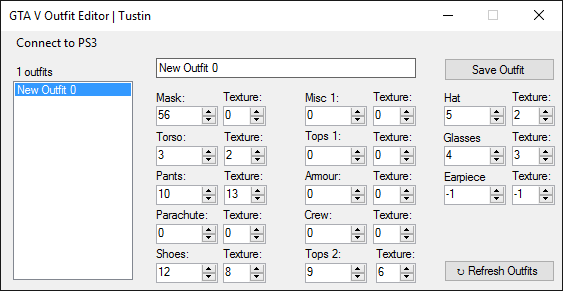 GTA V Outfit Editor | Tustin
Connect to PS3
1 outfits
New Outfit 0
New Outfit 0
Save Outfit
Mask: Texture: Misc 1: Texture: Hat Texture:
56 0 0 0 5 2
Torso: Texture: Tops 1: Texture: Glasses Texture:
3 2 0 0 4 3
Pants: Texture: Armour: Texture: Earpiece Texture:
10 13 0 0 -1 -1
Parachute: Texture: Crew: Texture:
0 0 0 0
Shoes: Texture: Tops 2: Texture:
12 8 9 6
↻ Refresh Outfits